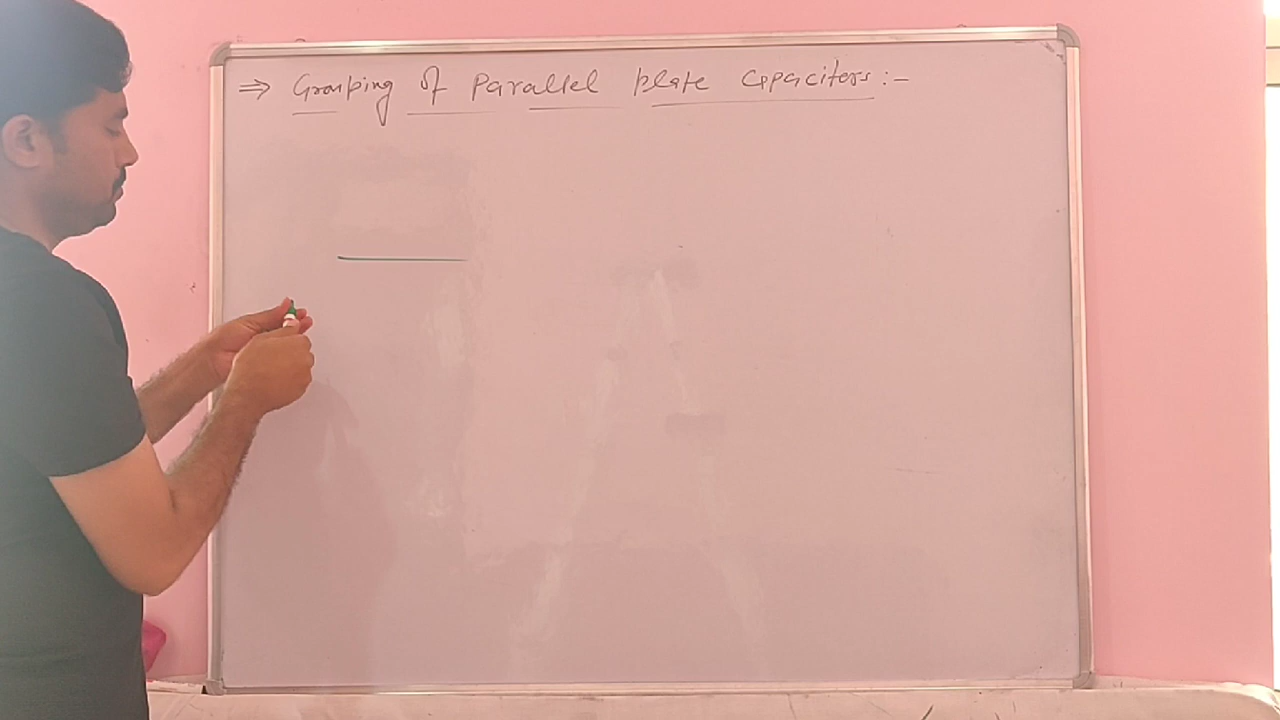 ⇒ Grouping of Parallel plate Capacitors :-